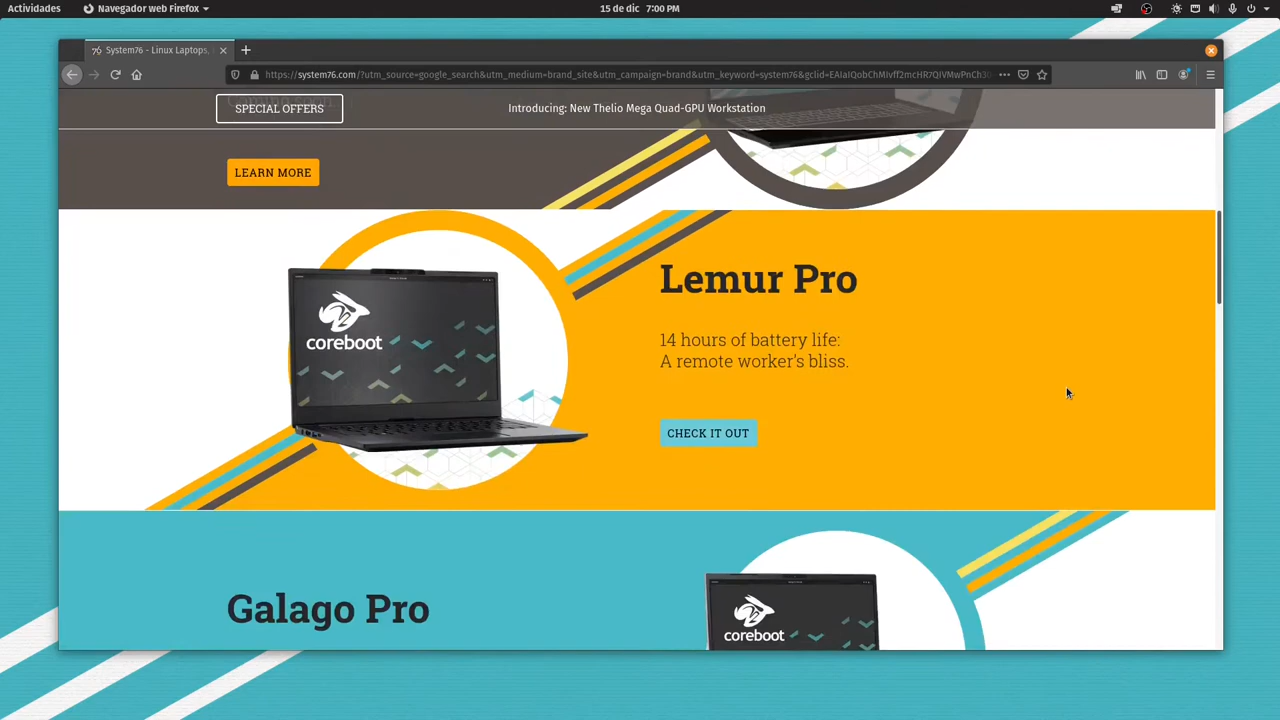 Actividades
Navegador web Firefox
15 de dic 7:00 PM
System76 - Linux Laptops,
https://system76.com/?utm_source=google_search&utm_medium=brand_site&utm_campaign=brand&utm_keyword=system76&gclid=EAIaIQobChMIvff2mcHR7QIVMwPnCh3
SPECIAL OFFERS
Introducing: New Thelio Mega Quad-GPU Workstation
LEARN MORE
coreboot
Lemur Pro
14 hours of battery life:
A remote worker's bliss.
CHECK IT OUT
Galago Pro
coreboot